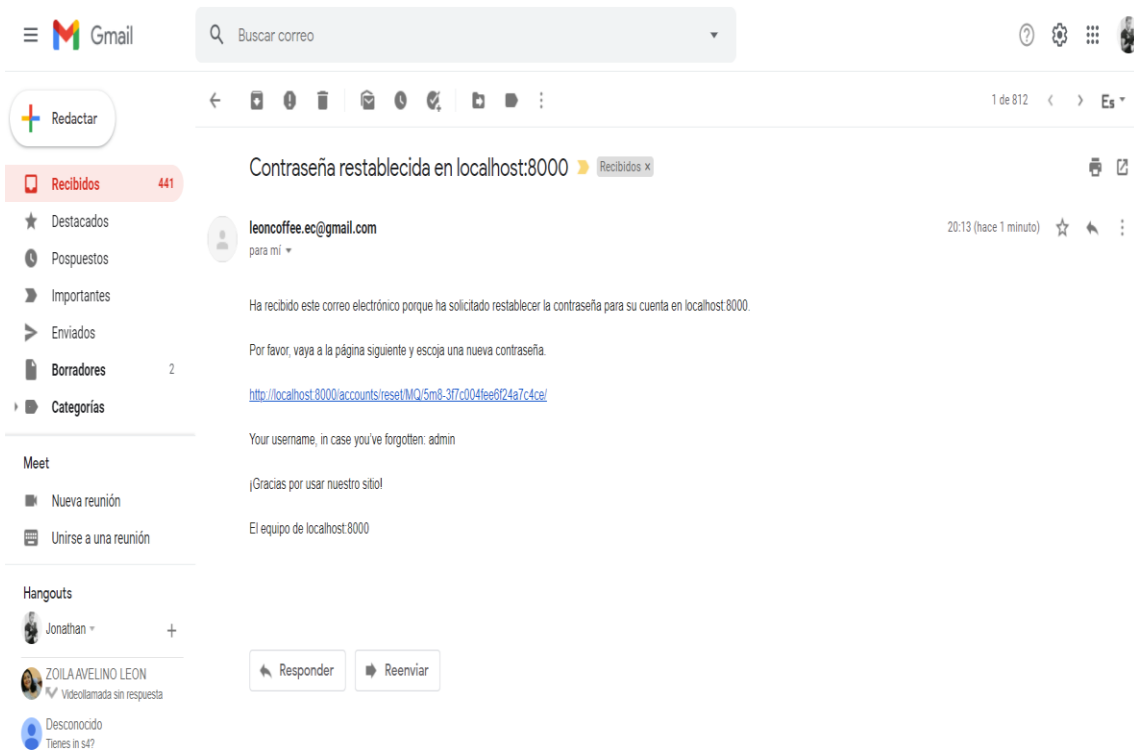 Gmail
Buscar correo
Redactar
1 de 812
Es
Contraseña restablecida en localhost:8000
Recibidos x
Recibidos 441
Destacados
Pospuestos
Importantes
Enviados
Borradores 2
Categorías
leoncoffee.ec@gmail.com
20:13 (hace 1 minuto)
para mí
Ha recibido este correo electrónico porque ha solicitado restablecer la contraseña para su cuenta en localhost:8000.
Por favor, vaya a la página siguiente y escoja una nueva contraseña.
http://localhost:8000/accounts/reset/MQ/5m8-3f7c004fee6f24a7c4ce/
Your username, in case you've forgotten: admin
¡Gracias por usar nuestro sitio!
El equipo de localhost:8000
Meet
Nueva reunión
Unirse a una reunión
Hangouts
Jonathan
ZOILA AVELINO LEON
Videollamada sin respuesta
Desconocido
Tienes in s4?
Responder
Reenviar